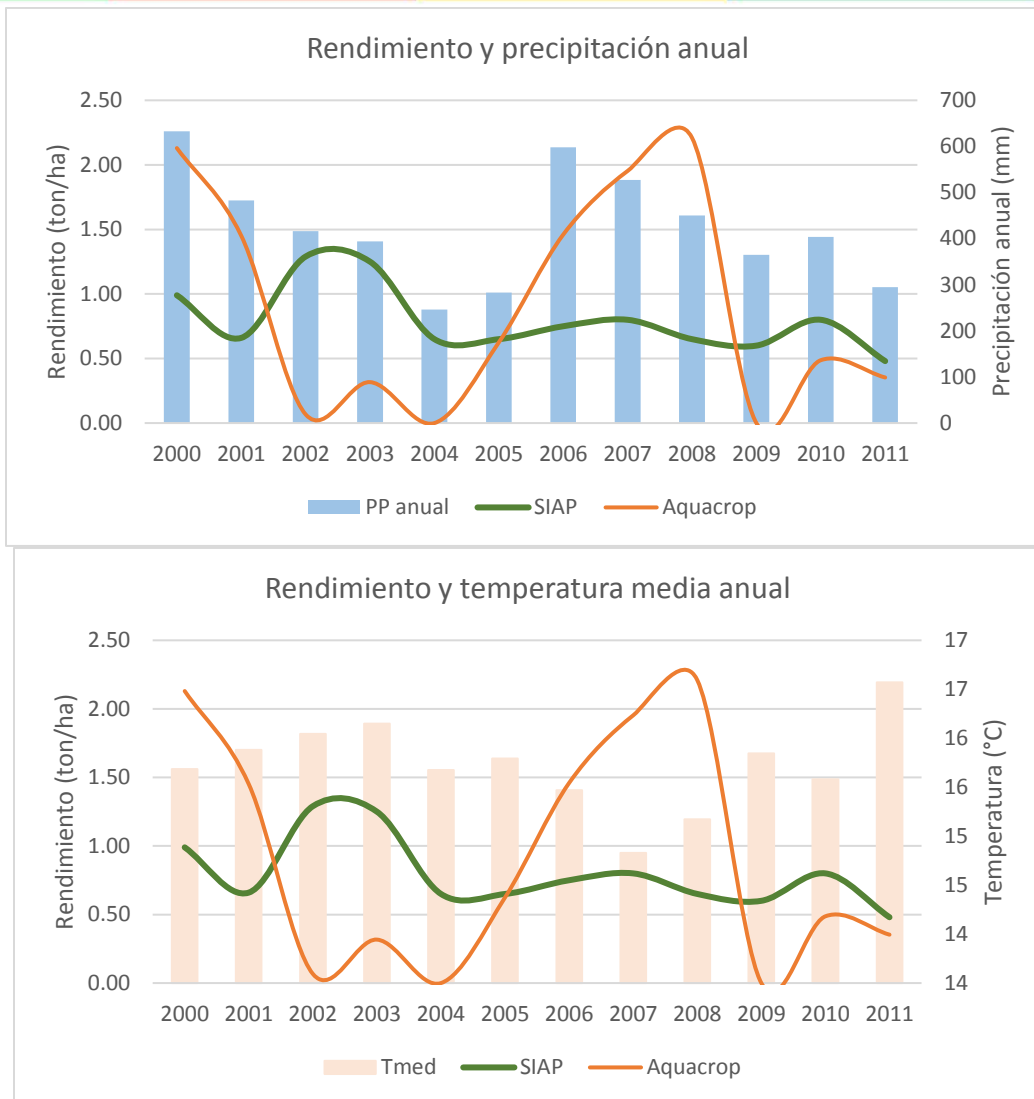 Rendimiento y precipitación anual
Rendimiento (ton/ha)
2.50
2.00
1.50
1.00
0.50
0.00
700
600
500
400
300
200
100
0
Precipitación anual (mm)
2000 2001 2002 2003 2004 2005 2006 2007 2008 2009 2010 2011
PP anual SIAP Aquacrop
Rendimiento y temperatura media anual
Rendimiento (ton/ha)
2.50
2.00
1.50
1.00
0.50
0.00
17
17
16
16
15
15
14
14
Temperatura (°C)
2000 2001 2002 2003 2004 2005 2006 2007 2008 2009 2010 2011
Tmed SIAP Aquacrop